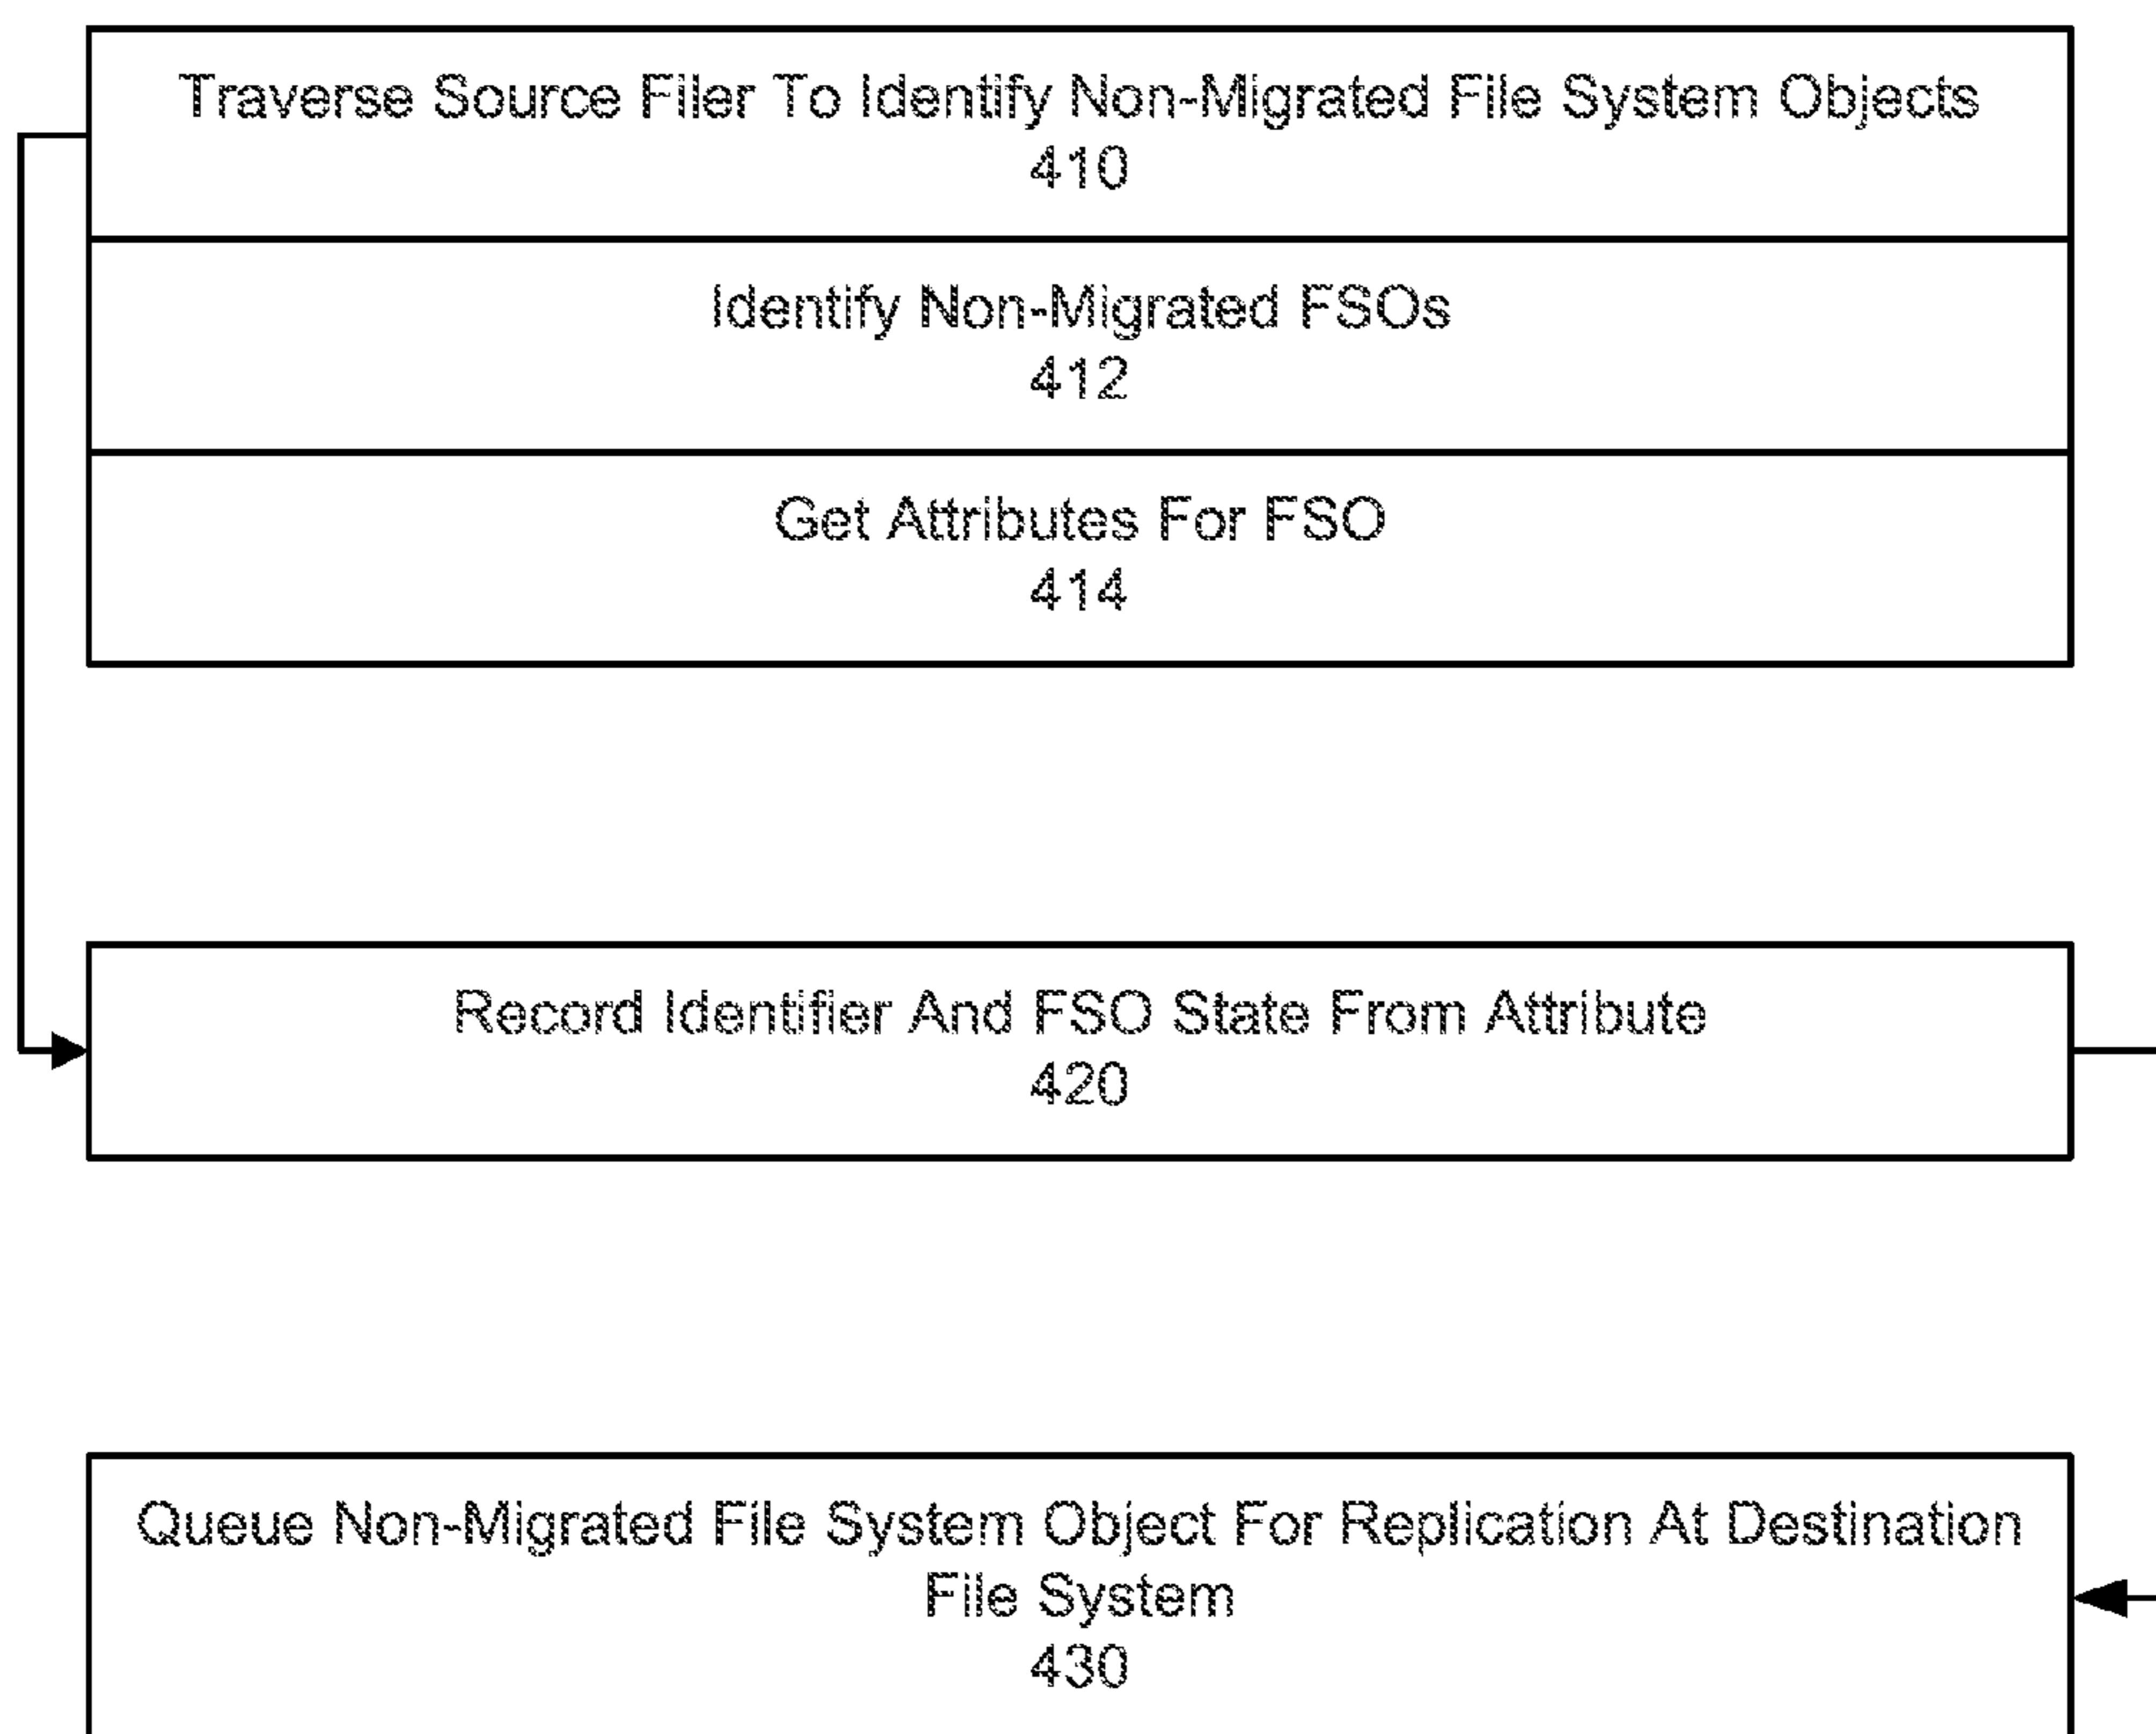 Traverse Source Filer To Identify Non-Migrated File System Objects
410
Identify Non-Migrated FSOs
412
Get Attributes For FSO
414
Record Identifier And FSO State From Attribute
420
Queue Non-Migrated File System Object For Replication At Destination
File System
430